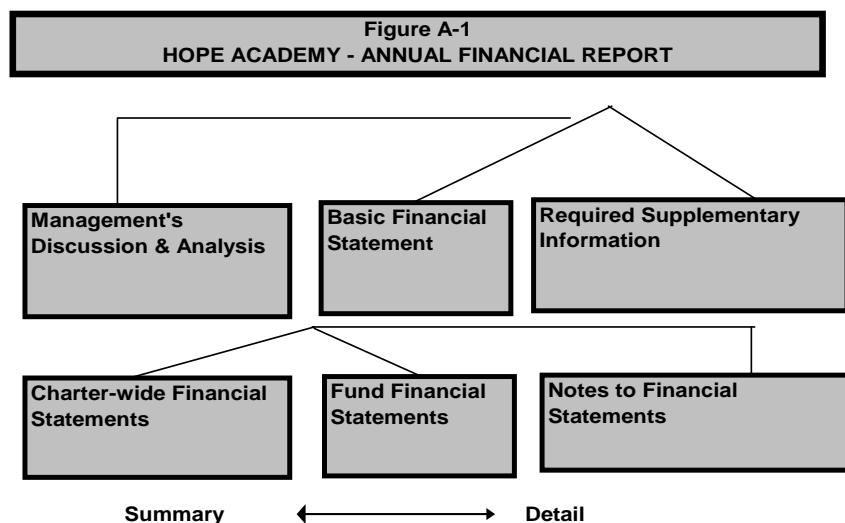 Figure A-1
HOPE ACADEMY - ANNUAL FINANCIAL REPORT
Management's
Discussion & Analysis
Basic Financial
Statement
Required Supplementary
Information
Charter-wide Financial
Statements
Fund Financial
Statements
Notes to Financial
Statements
Summary
Detail